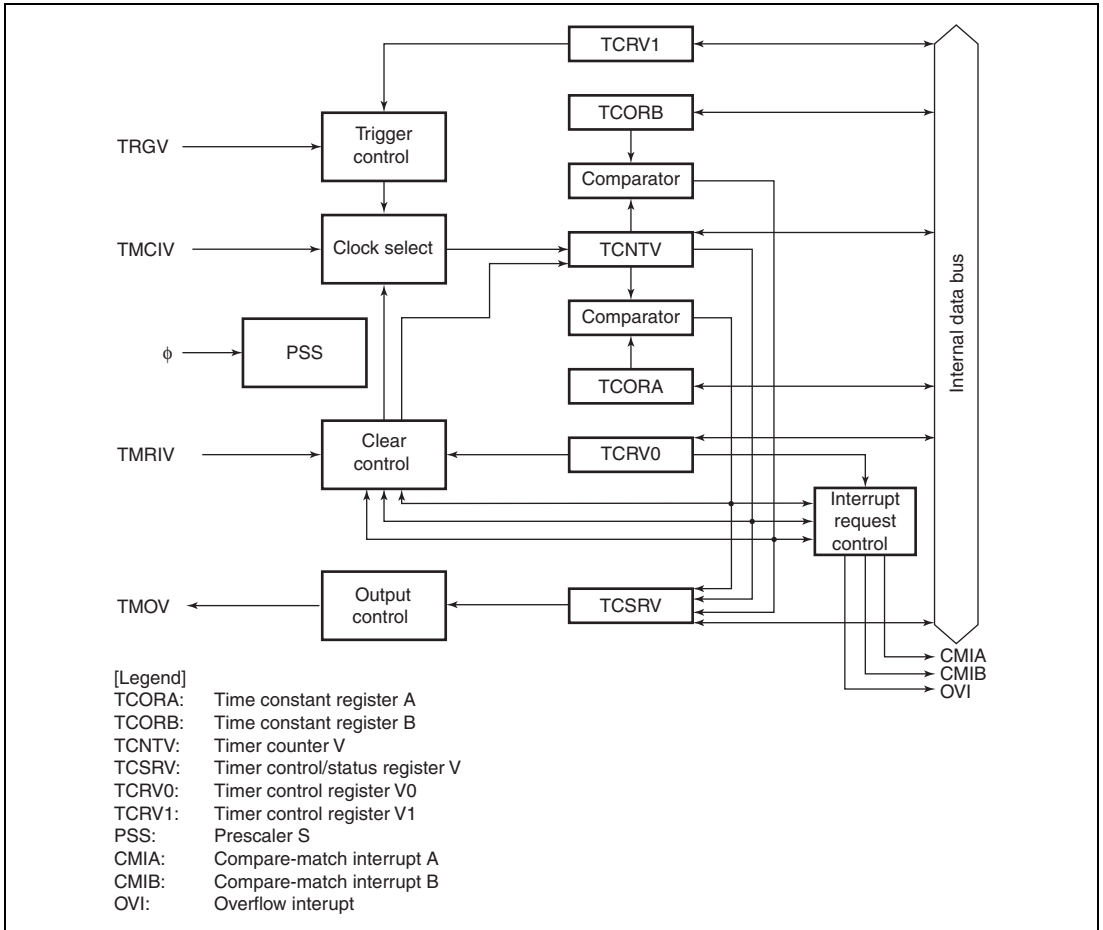 TCRV1
TCORB
Trigger
control
TRGV
Comparator
TMCIV
Clock select
TCNTV
Internal data bus
Comparator
φ
PSS
TCORA
TMRIV
Clear
control
TCRV0
Interrupt
request
control
TMOV
Output
control
TCSRV
CMIA
CMIB
OVI
[Legend]
TCORA: Time constant register A
TCORB: Time constant register B
TCNTV: Timer counter V
TCSRV: Timer control/status register V
TCRV0: Timer control register V0
TCRV1: Timer control register V1
PSS: Prescaler S
CMIA: Compare-match interrupt A
CMIB: Compare-match interrupt B
OVI: Overflow interupt